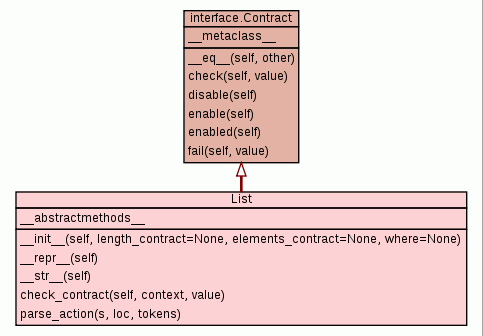 interface.Contract
__metaclass__
__eq__(self, other)
check(self, value)
disable(self)
enable(self)
enabled(self)
fail(self, value)
List
__abstractmethods__
__init__(self, length_contract=None, elements_contract=None, where=None)
__repr__(self)
__str__(self)
check_contract(self, context, value)
parse_action(s, loc, tokens)